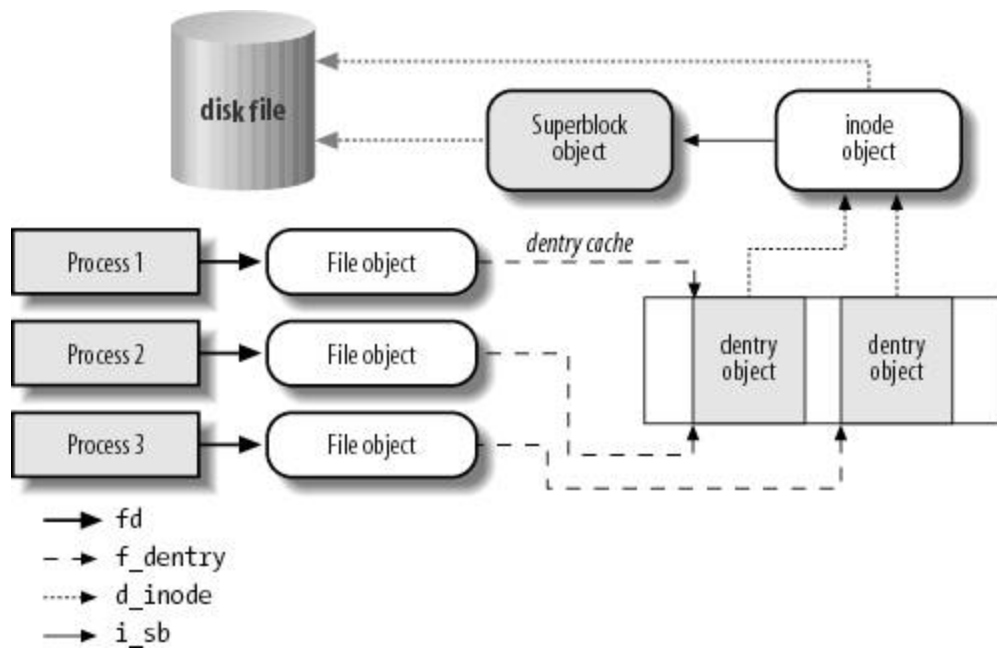 disk file
Superblock
object
inode
object
Process 1
File object
dentry cache
Process 2
File object
dentry
object
dentry
object
Process 3
File object
fd
f_dentry
d_inode
i_sb